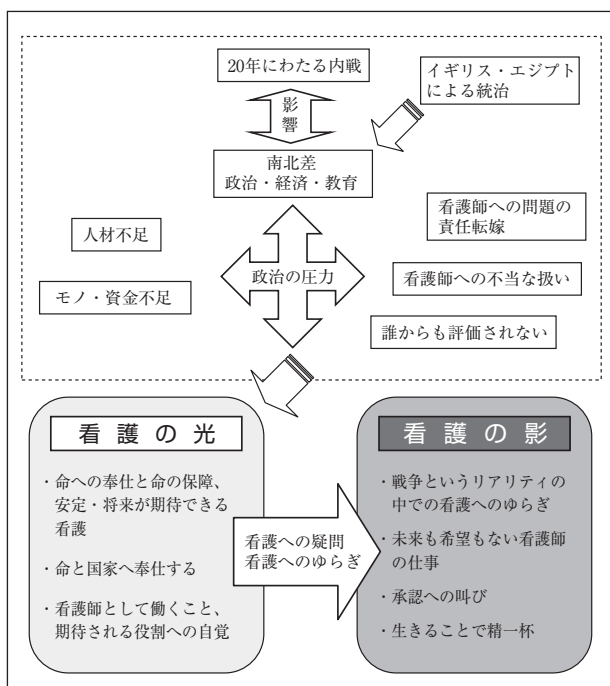 20年にわたる内戦
イギリス・エジプト
による統治
影
響
南北差
政治・経済・教育
人材不足
モノ・資金不足
政治の圧力
看護師への問題の
責任転嫁
看護師への不当な扱い
誰からも評価されない
看護の光
・命への奉仕と命の保障、
安定・将来が期待できる
看護
・命と国家へ奉仕する
・看護師として働くこと、
期待される役割への自覚
看護への疑問
看護へのゆらぎ
看護の影
・戦争というリアリティの
中での看護へのゆらぎ
・未来も希望もない看護師
の仕事
・承認への叫び
・生きることで精一杯